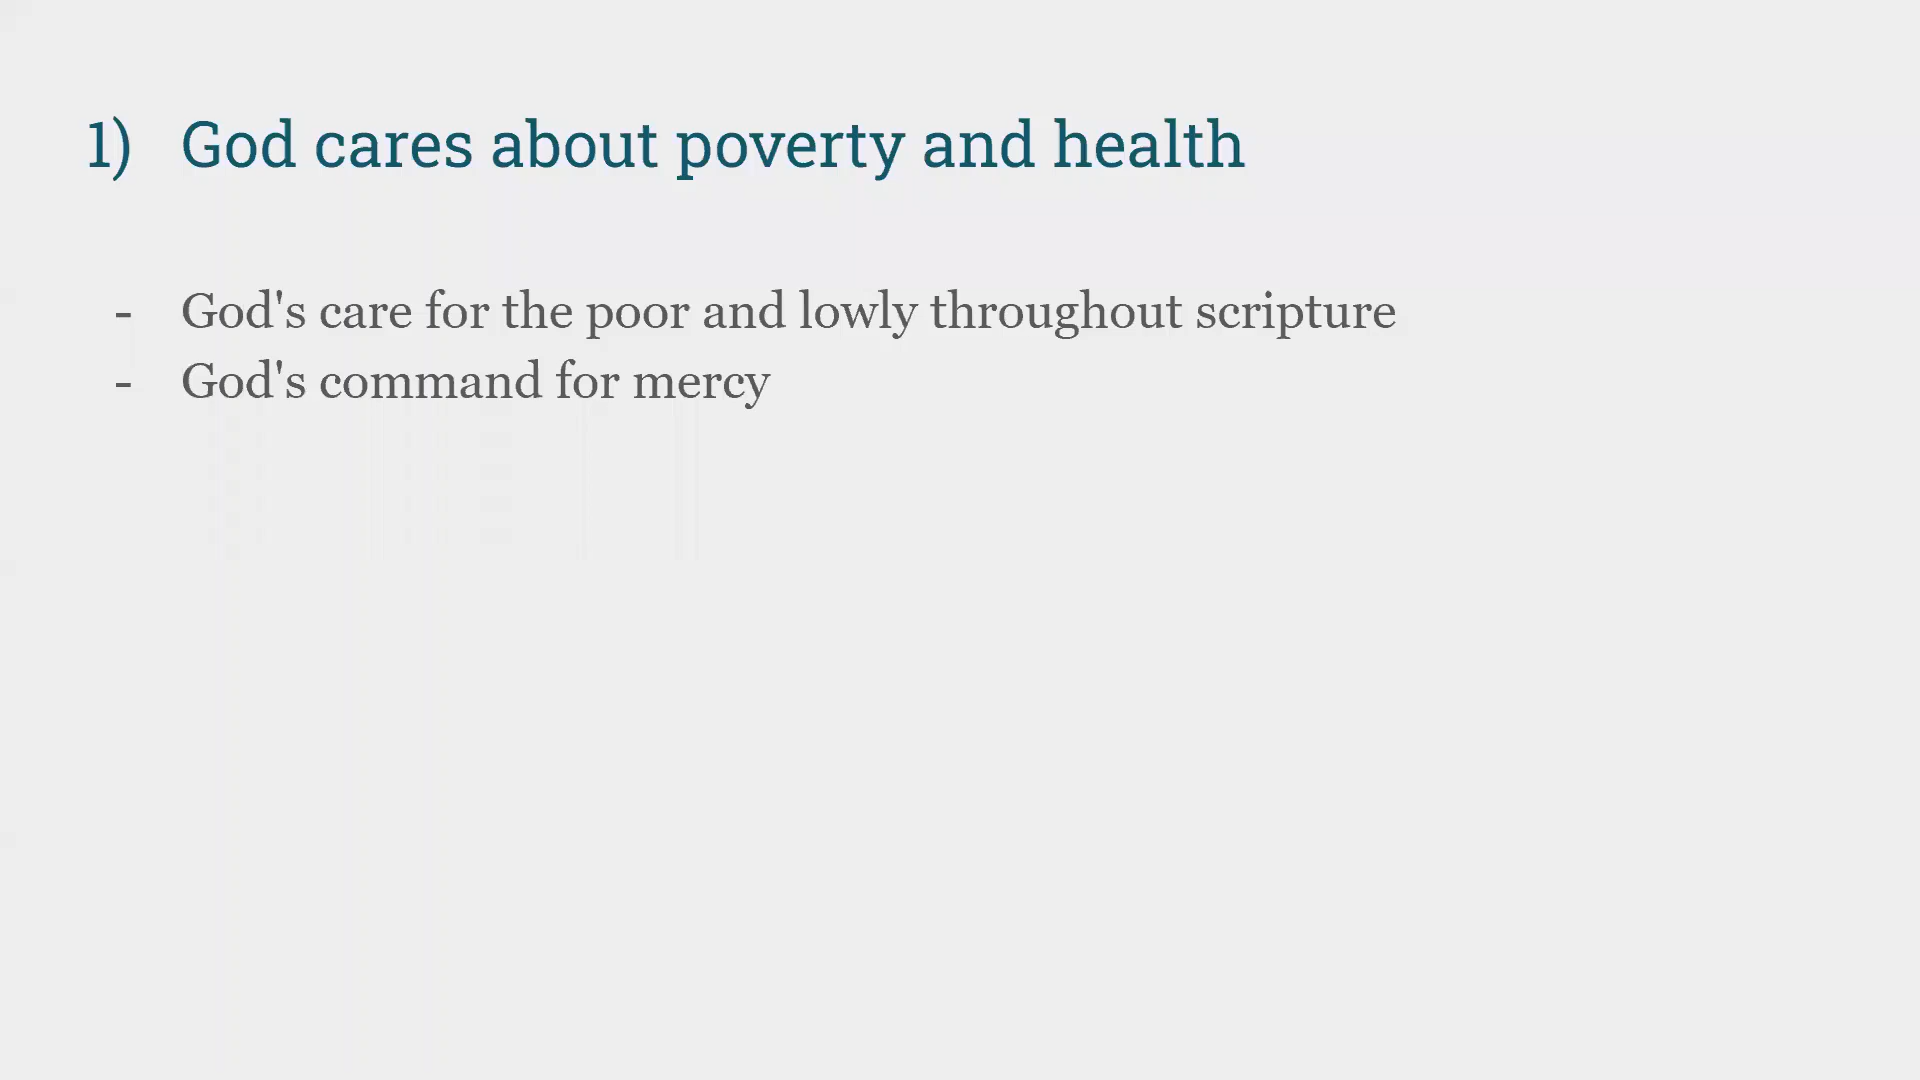 1) God cares about poverty and health
- God's care for the poor and lowly throughout scripture
- God's command for mercy